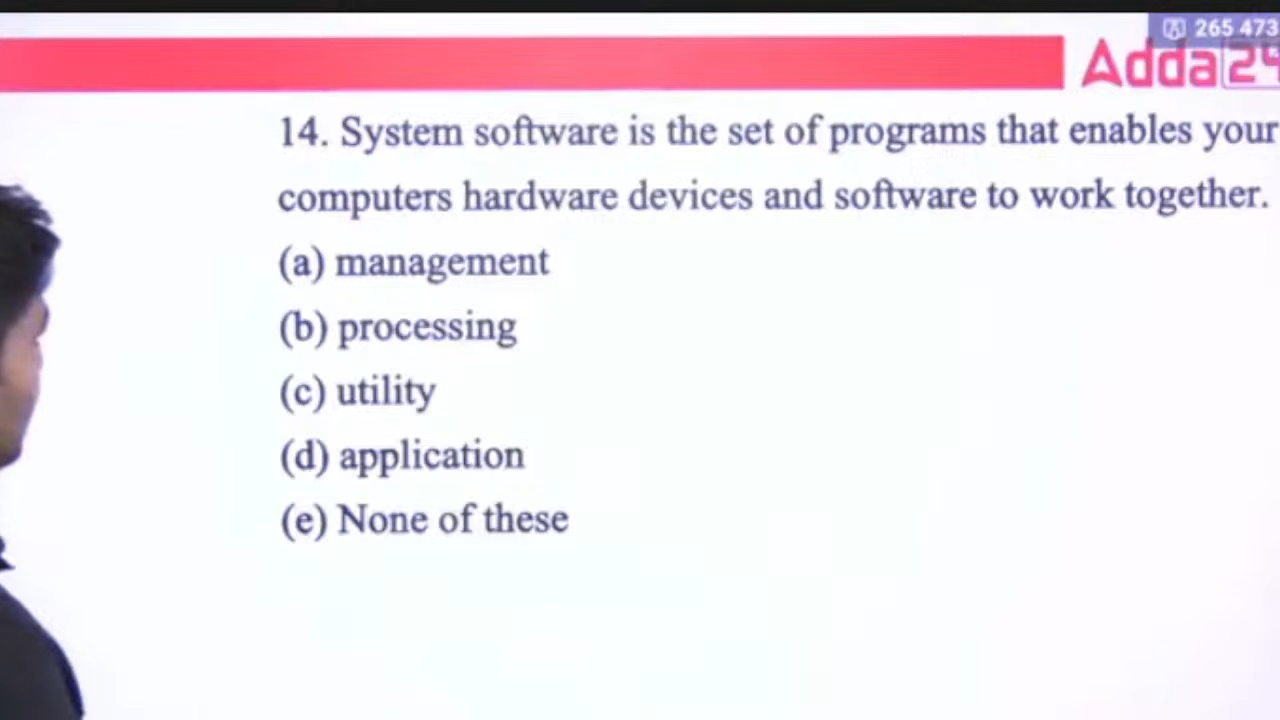 265 473
Adda24
14. System software is the set of programs that enables your
computers hardware devices and software to work together.
(a) management
(b) processing
(c) utility
(d) application
(e) None of these